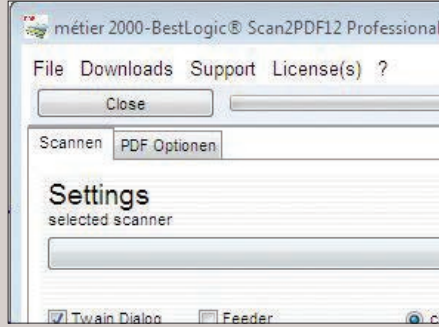 métier 2000-BestLogic® Scan2PDF12 Professional
File Downloads Support License(s) ?
Close
Scannen PDF Optionen
Settings
selected scanner
Twain Dialog Feeder